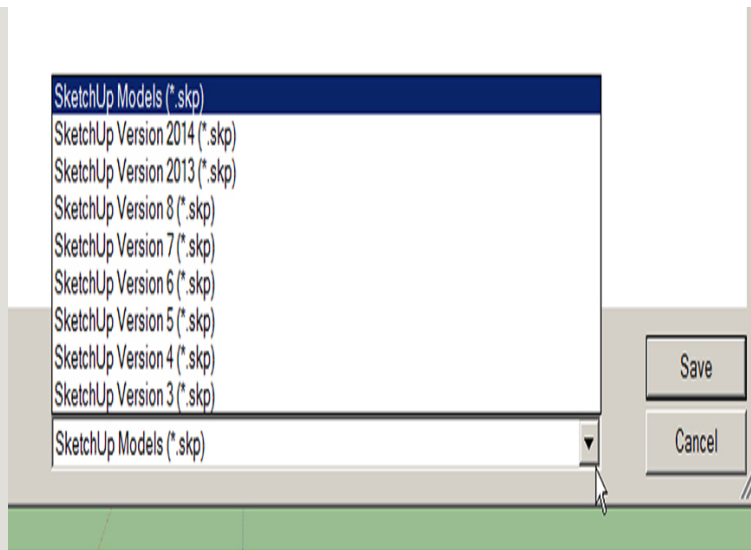 SketchUp Models (*.skp)
SketchUp Version 2014 (*.skp)
SketchUp Version 2013 (*.skp)
SketchUp Version 8 (*.skp)
SketchUp Version 7 (*.skp)
SketchUp Version 6 (*.skp)
SketchUp Version 5 (*.skp)
SketchUp Version 4 (*.skp)
SketchUp Version 3 (*.skp)
SketchUp Models (*.skp)
Save
Cancel